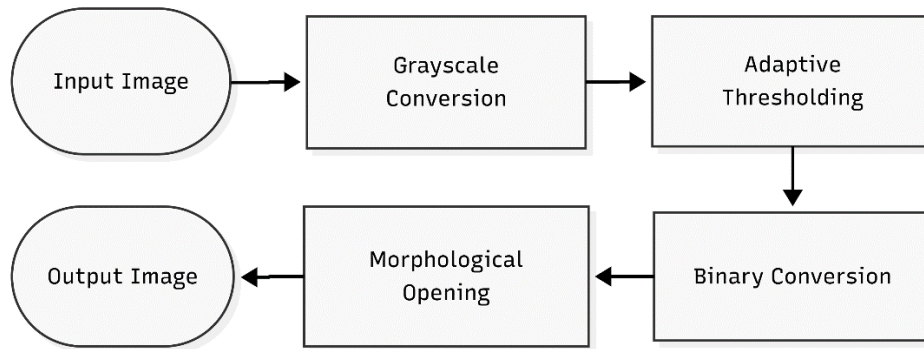 Input Image
Grayscale
Conversion
Adaptive
Thresholding
Binary Conversion
Morphological
Opening
Output Image